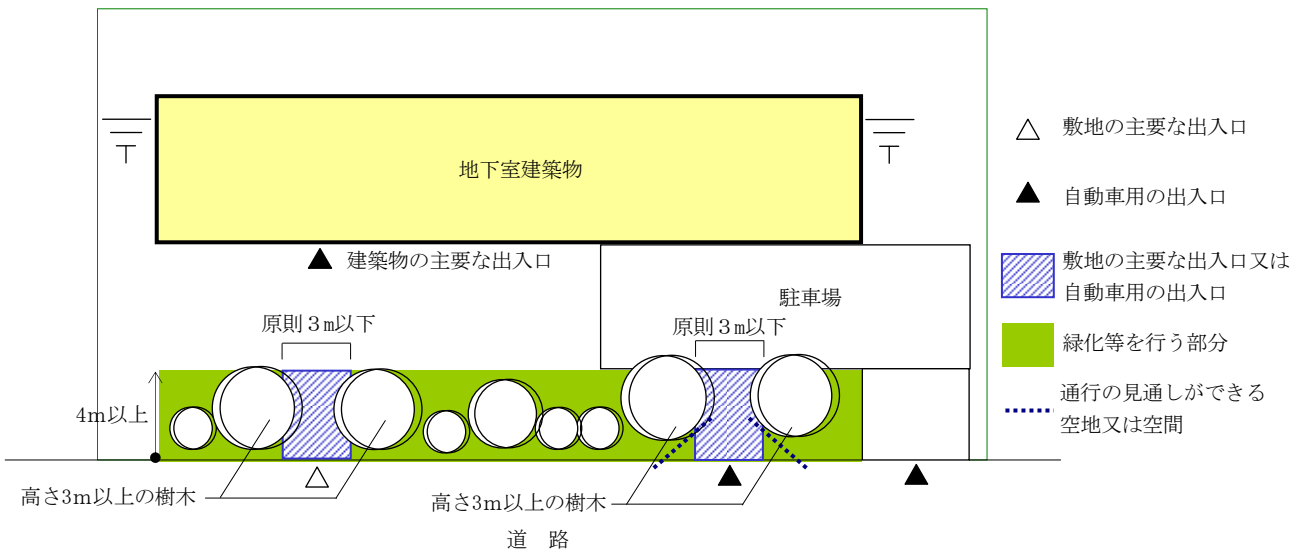 地下室建築物
建築物の主要な出入口
駐車場
原則３m以下
原則３m以下
4m以上
高さ3m以上の樹木
高さ3m以上の樹木
道　路
敷地の主要な出入口
自動車用の出入口
敷地の主要な出入口又は
自動車用の出入口
緑化等を行う部分
通行の見通しができる
空地又は空間